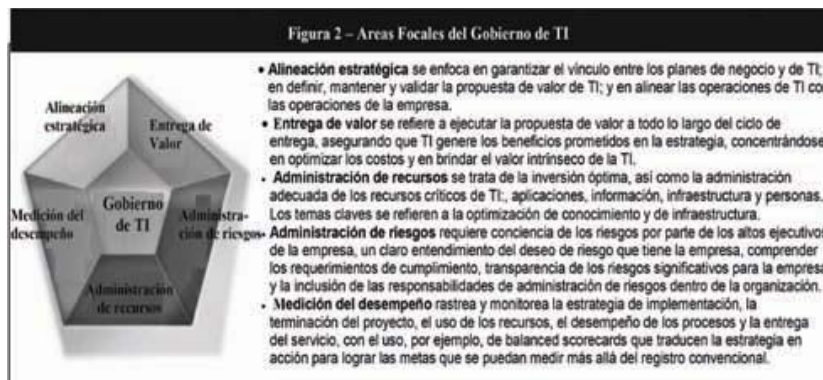 Figura 2 – Areas Focales del Gobierno de TI
Alineación
estratégica
Entrega de
Valor
Gobierno
de TI
Medición del
desempeño
Administra-
ción de riesgos
Administración
de recursos
• Alineación estratégica se enfoca en garantizar el vínculo entre los planes de negocio y de TI;
en definir, mantener y validar la propuesta de valor de TI; y en alinear las operaciones de TI co
las operaciones de la empresa.
• Entrega de valor se refiere a ejecutar la propuesta de valor a todo lo largo del ciclo de
entrega, asegurando que TI genere los beneficios prometidos en la estrategia, concentrándose
en optimizar los costos y en brindar el valor intrínseco de la TI.
• Administración de recursos se trata de la inversión óptima, así como la administración
adecuada de los recursos críticos de TI:, aplicaciones, información, infraestructura y personas.
Los temas claves se refieren a la optimización de conocimiento y de infraestructura.
• Administración de riesgos requiere conciencia de los riesgos por parte de los altos ejecutivos
de la empresa, un claro entendimiento del deseo de riesgo que tiene la empresa, comprender
los requerimientos de cumplimiento, transparencia de los riesgos significativos para la empresa
y la inclusión de las responsabilidades de administración de riesgos dentro de la organización.
• Medición del desempeño rastrea y monitorea la estrategia de implementación, la
terminación del proyecto, el uso de los recursos, el desempeño de los procesos y la entrega
del servicio, con el uso, por ejemplo, de balanced scorecards que traducen la estrategia en
acción para lograr las metas que se puedan medir más allá del registro convencional.